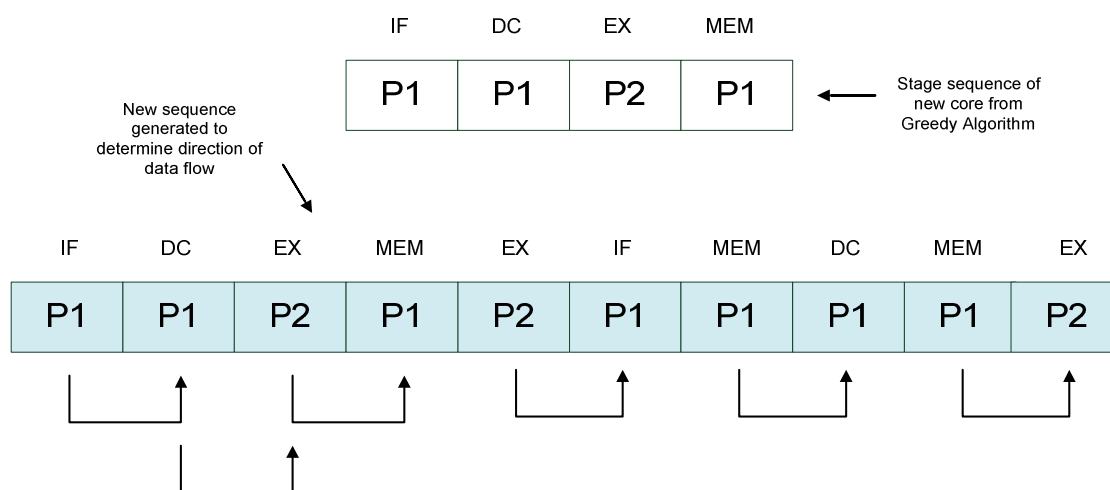 IF DC EX MEM
P1 P1 P2 P1
Stage sequence of
new core from
Greedy Algorithm
New sequence
generated to
determine direction of
data flow
IF DC EX MEM EX IF MEM DC MEM EX
P1 P1 P2 P1 P2 P1 P1 P1 P1 P2